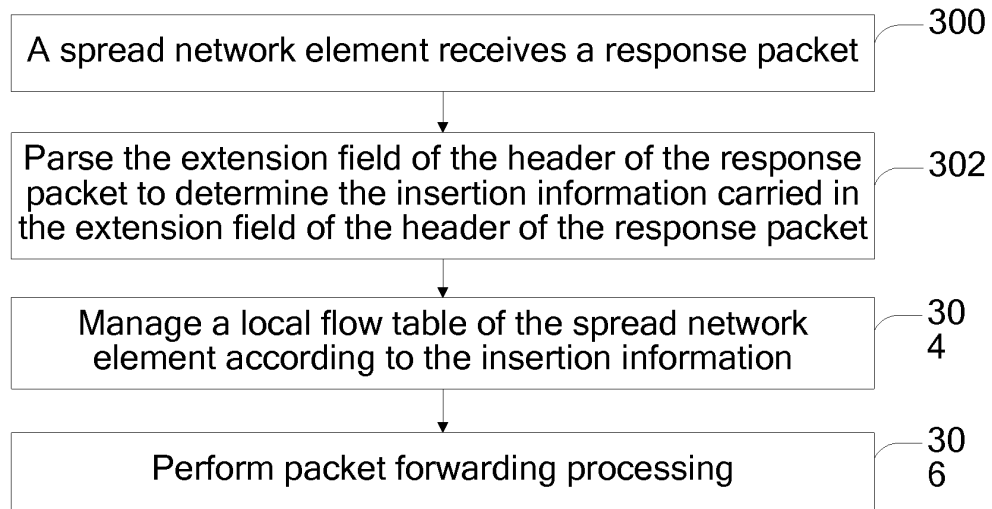 300
A spread network element receives a response packet
Parse the extension field of the header of the response
302
packet to determine the insertion information carried in
the extension field of the header of the response packet
Manage a local flow table of the spread network
30
element according to the insertion information
4
30
Perform packet forwarding processing
6